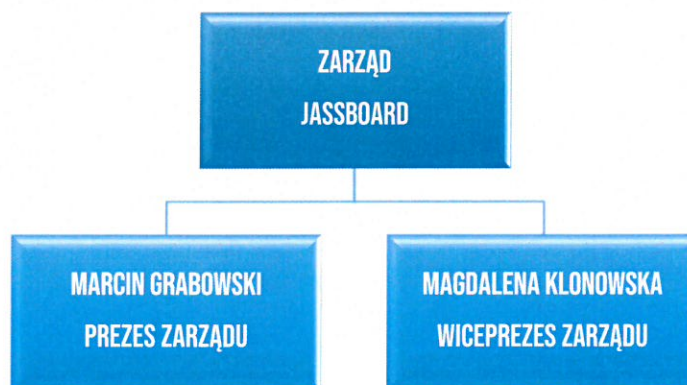 ZARZĄD
JASSBOARD
MARCIN GRABOWSKI
PREZES ZARZĄDU
MAGDALENA KLONOWSKA
WICEPREZES ZARZĄDU